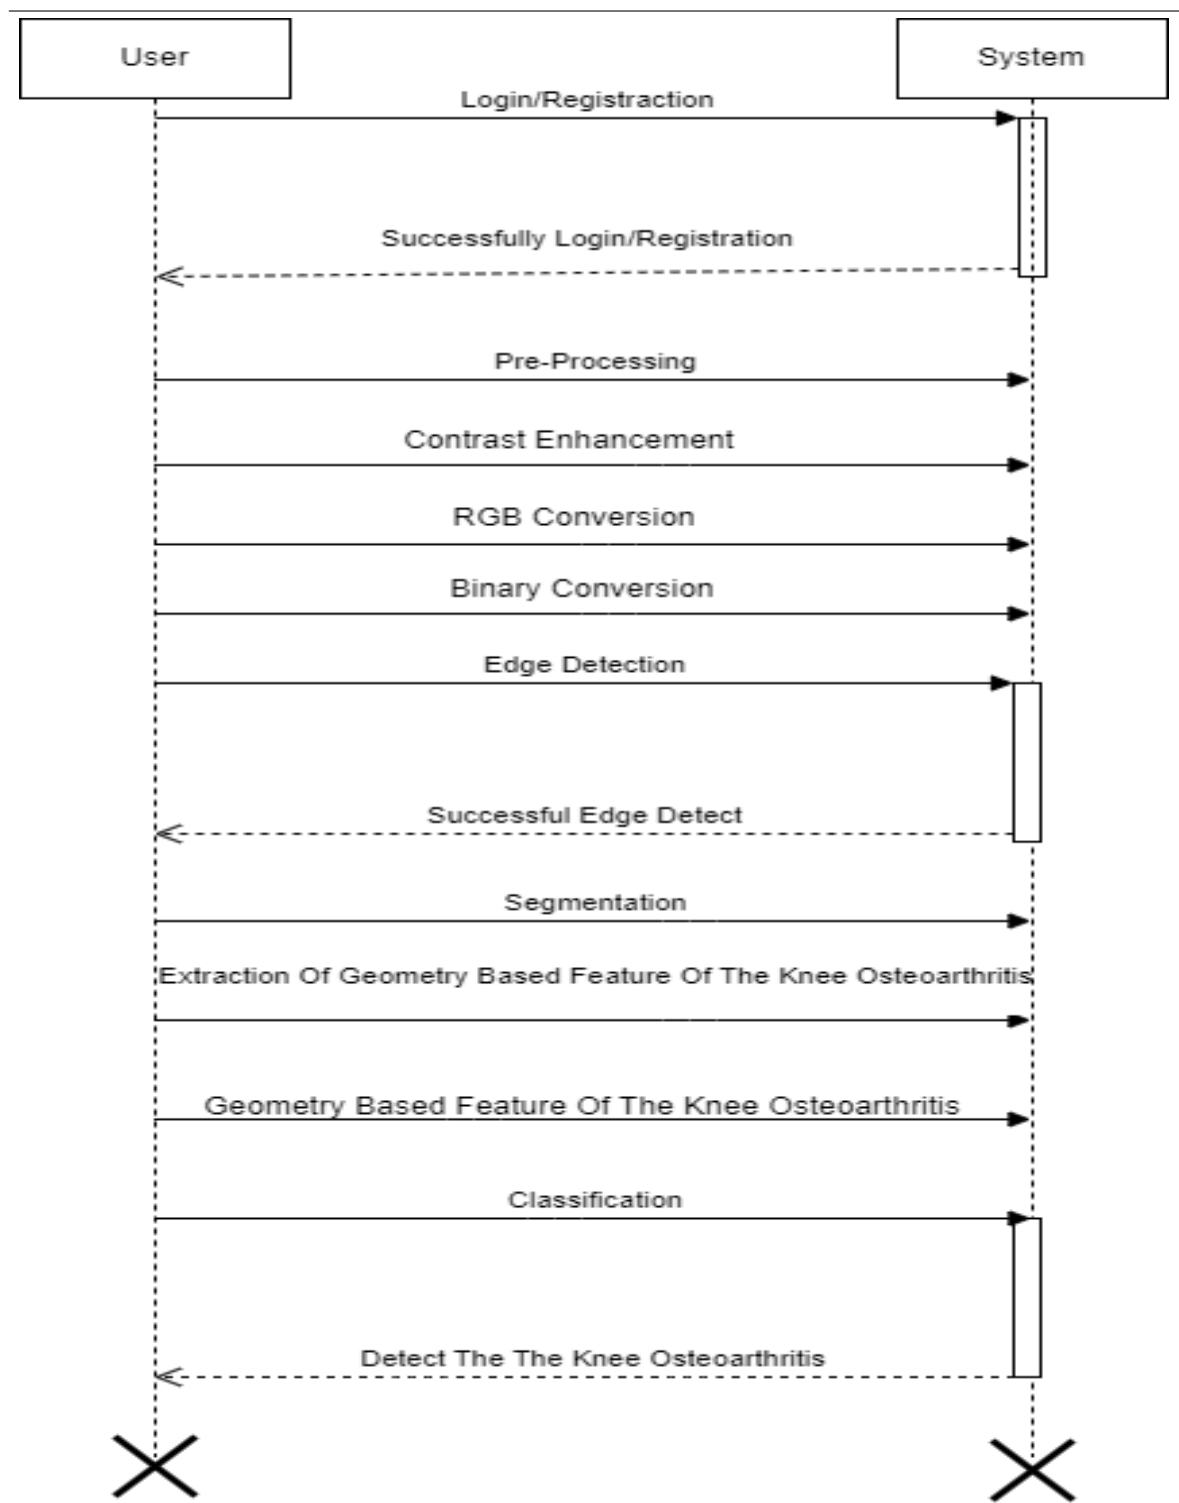 User
System
Login/Registraction
Successfully Login/Registration
Pre-Processing
Contrast Enhancement
RGB Conversion
Binary Conversion
Edge Detection
Successful Edge Detect
Segmentation
Extraction Of Geometry Based Feature Of The Knee Osteoarthritis
Geometry Based Feature Of The Knee Osteoarthritis
Classification
Detect The The Knee Osteoarthritis